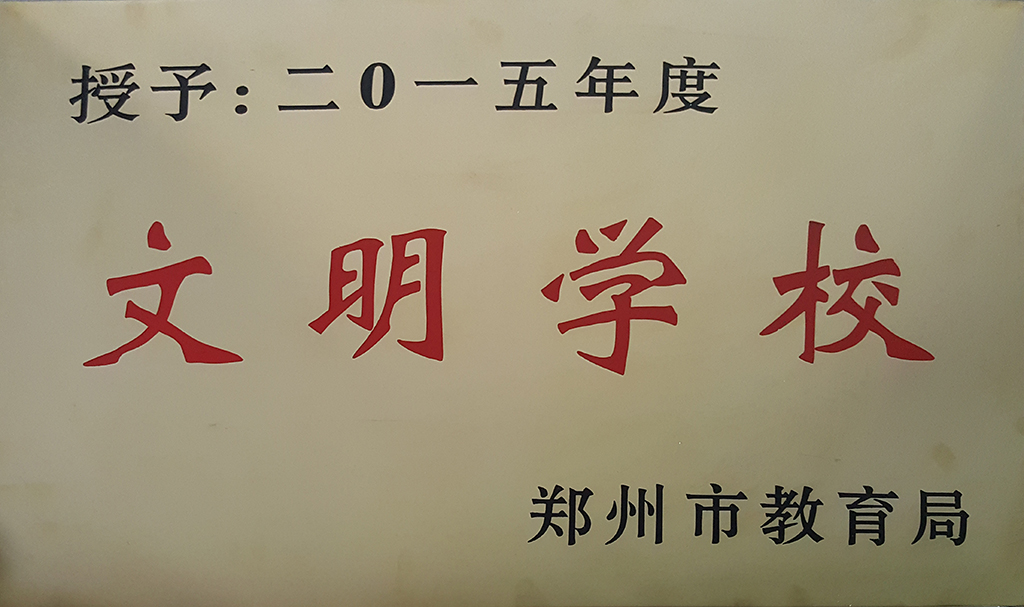 授予:二0一五年度
文明学校
郑州市教育局